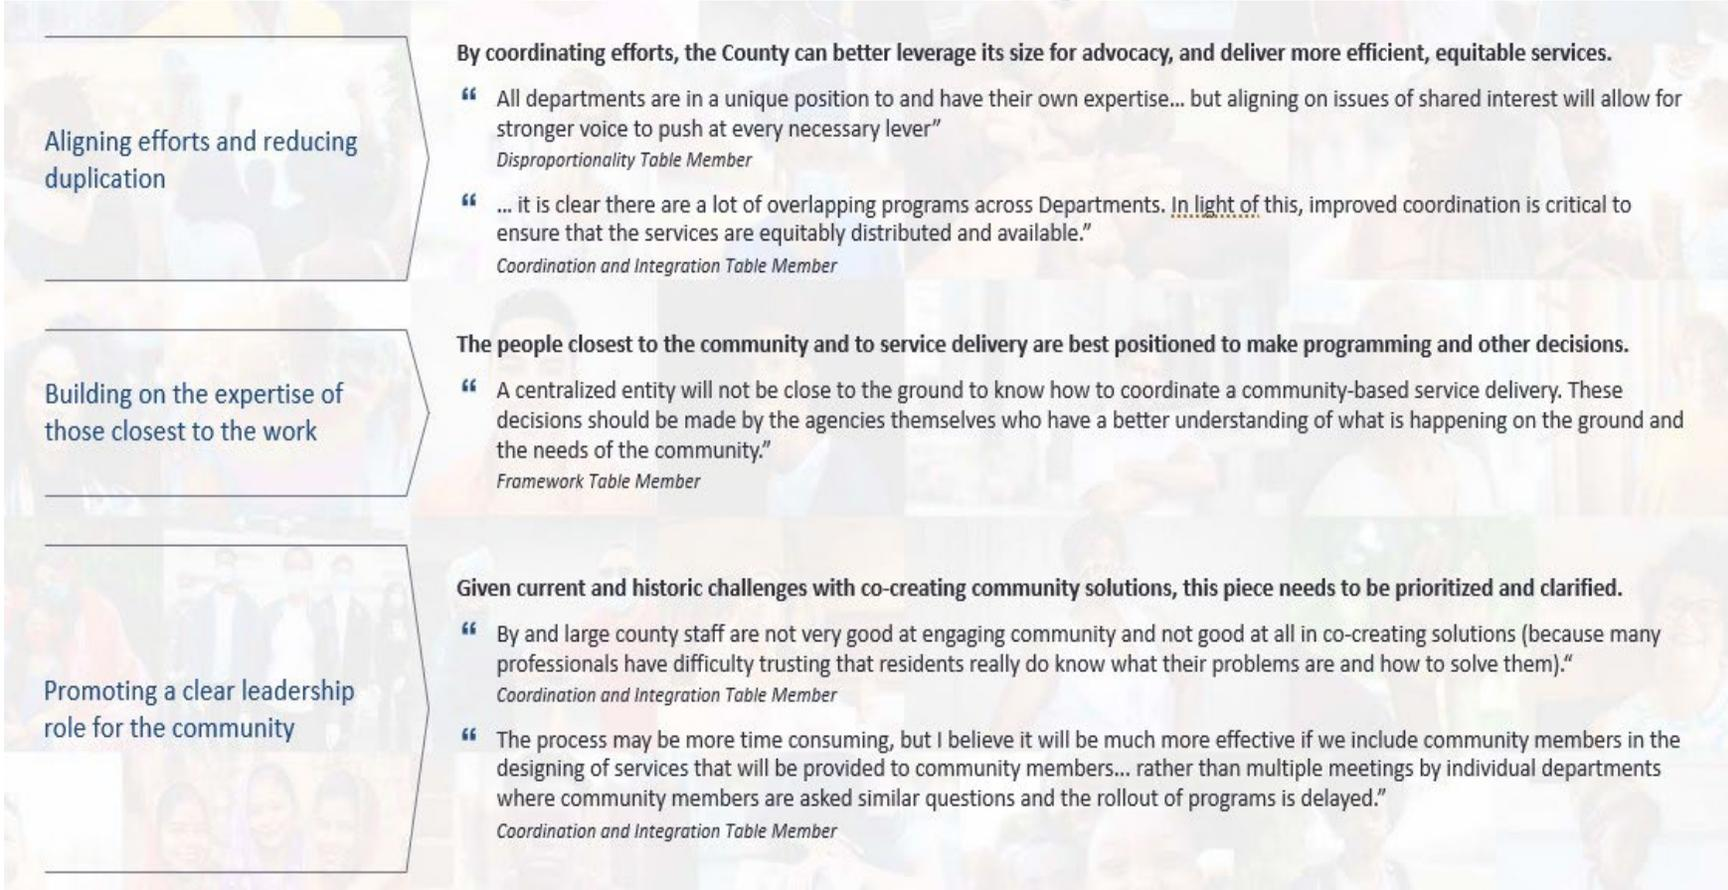 Aligning efforts and reducing
duplication
By coordinating efforts, the County can better leverage its size for advocacy, and deliver more efficient, equitable services.
“ All departments are in a unique position to and have their own expertise... but aligning on issues of shared interest will allow for
stronger voice to push at every necessary lever”
Disproportionality Table Member
“ ... it is clear there are a lot of overlapping programs across Departments. In light of this, improved coordination is critical to
ensure that the services are equitably distributed and available.”
Coordination and Integration Table Member
Building on the expertise of
those closest to the work
The people closest to the community and to service delivery are best positioned to make programming and other decisions.
“ A centralized entity will not be close to the ground to know how to coordinate a community-based service delivery. These
decisions should be made by the agencies themselves who have a better understanding of what is happening on the ground and
the needs of the community.”
Framework Table Member
Promoting a clear leadership
role for the community
Given current and historic challenges with co-creating community solutions, this piece needs to be prioritized and clarified.
“ By and large county staff are not very good at engaging community and not good at all in co-creating solutions (because many
professionals have difficulty trusting that residents really do know what their problems are and how to solve them).“
Coordination and Integration Table Member
“ The process may be more time consuming, but I believe it will be much more effective if we include community members in the
designing of services that will be provided to community members... rather than multiple meetings by individual departments
where community members are asked similar questions and the rollout of programs is delayed.”
Coordination and Integration Table Member